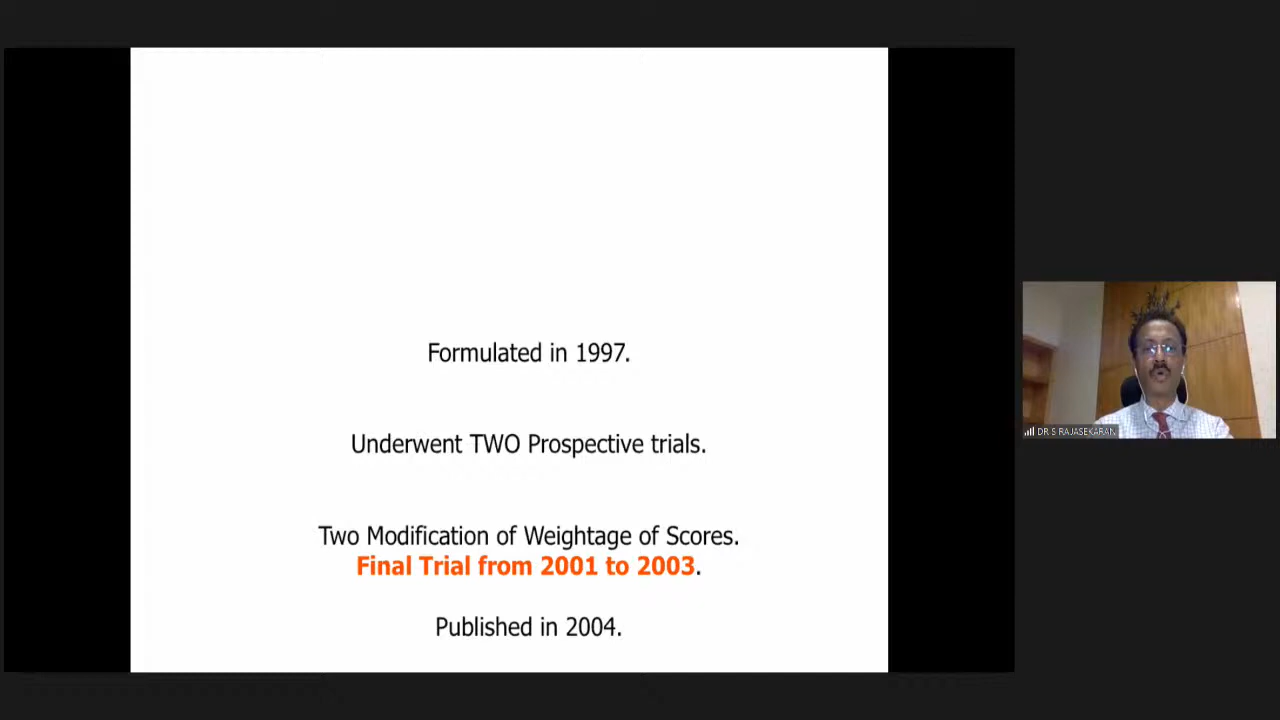 Formulated in 1997.
Underwent TWO Prospective trials.
Two Modification of Weightage of Scores.
Final Trial from 2001 to 2003.
Published in 2004.
DR S RAJASEKARAN